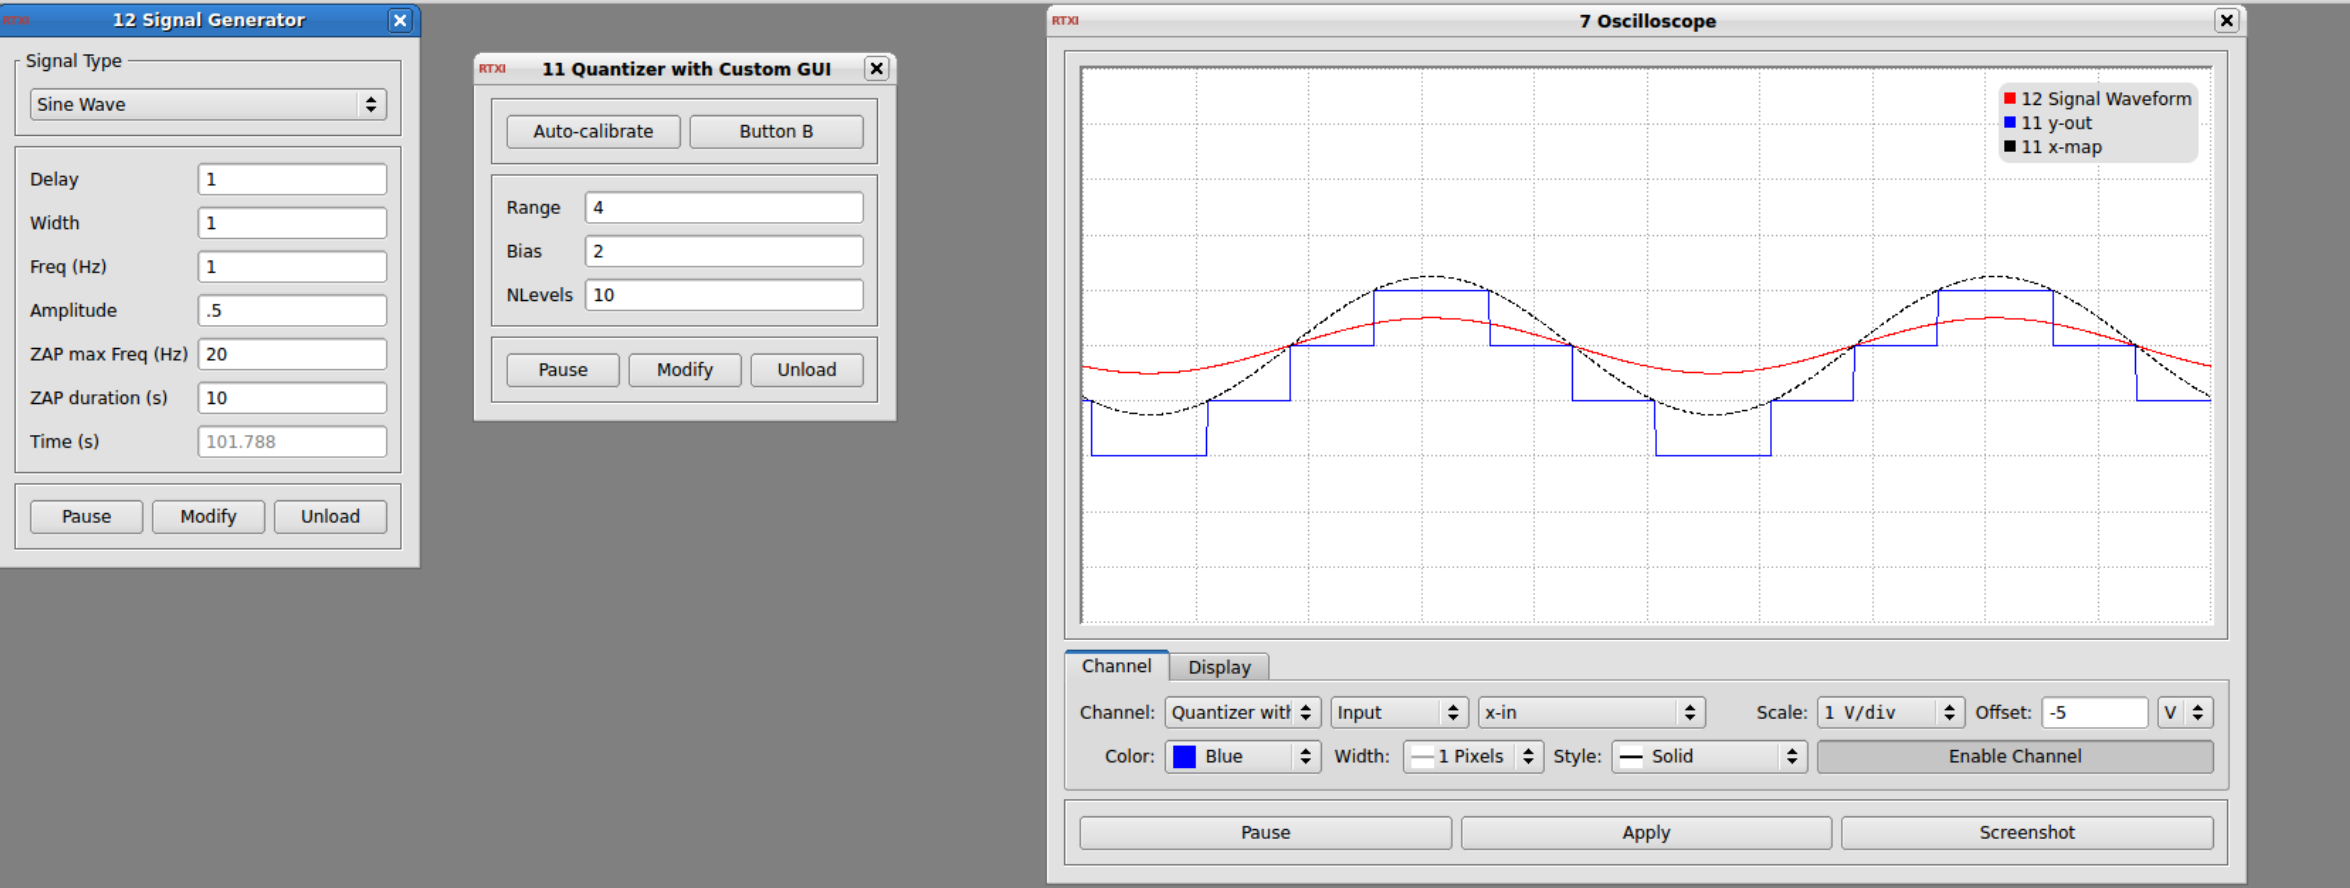 RTXI 12 Signal Generator
Signal Type
Sine Wave
Delay 1
Width 1
Freq (Hz) 1
Amplitude .5
ZAP max Freq (Hz) 20
ZAP duration (s) 10
Time (s) 101.788
Pause Modify Unload
RTXI 11 Quantizer with Custom GUI
Auto-calibrate Button B
Range 4
Bias 2
NLevels 10
Pause Modify Unload
RTXI 7 Oscilloscope
12 Signal Waveform
11 y-out
11 x-map
Channel Display
Channel: Quantizer with Input x-in Scale: 1 V/div Offset: -5 V
Color: Blue Width: 1 Pixels Style: Solid Enable Channel
Pause Apply Screenshot